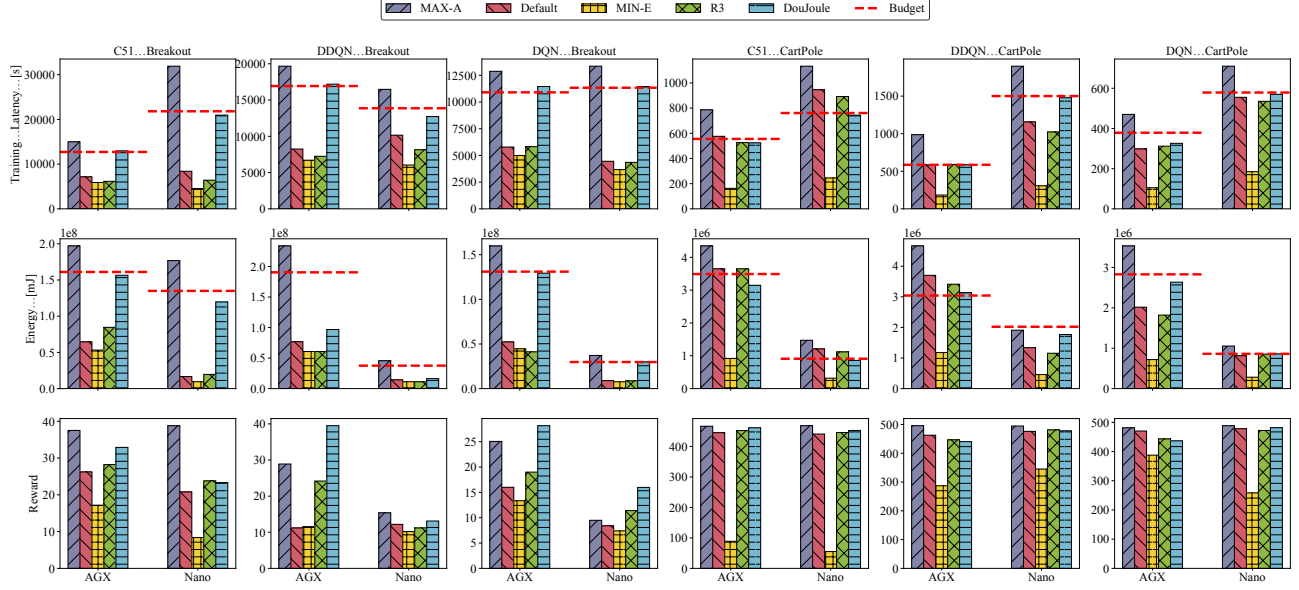 MAX-A Default MIN-E R3 DouJoule Budget
C51...Breakout DDQN...Breakout DQN...Breakout C51...CartPole DDQN...CartPole DQN...CartPole
Training...Latency...[s]
30000 20000 10000 0
20000 15000 10000 5000 0
12500 10000 7500 5000 2500 0
1000 800 600 400 200 0
1500 1000 500 0
600 400 200 0
Energy...[mJ]
1e8 2.0 1.5 1.0 0.5 0.0
1e8 2.0 1.5 1.0 0.5 0.0
1e8 1.5 1.0 0.5 0.0
1e6 4 3 2 1 0
1e6 4 3 2 1 0
1e6 3 2 1 0
Reward
40 30 20 10 0
40 30 20 10 0
25 20 15 10 5 0
400 300 200 100 0
500 400 300 200 100 0
500 400 300 200 100 0
AGX Nano AGX Nano AGX Nano AGX Nano AGX Nano AGX Nano